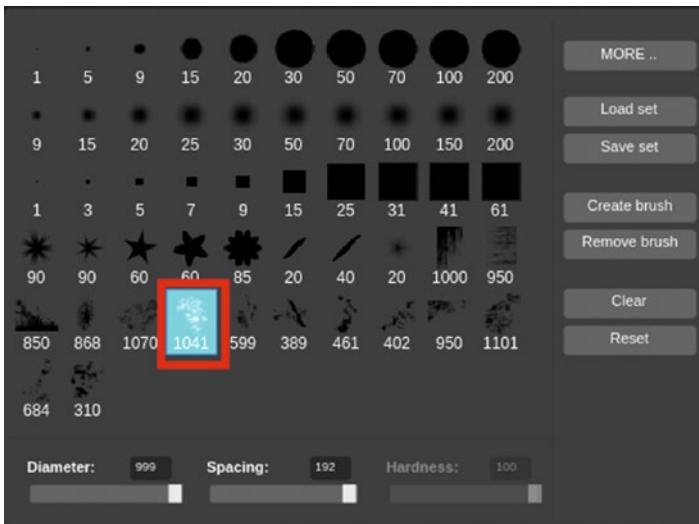 1 5 9 15 20 30 50 70 100 200
MORE ..
9 15 20 25 30 50 70 100 150 200
Load set
Save set
1 3 5 7 9 15 25 31 41 61
Create brush
Remove brush
90 90 60 60 85 20 40 20 1000 950
Clear
Reset
850 868 1070 1041 599 389 461 402 950 1101
684 310
Diameter: 999 Spacing: 192 Hardness: 100